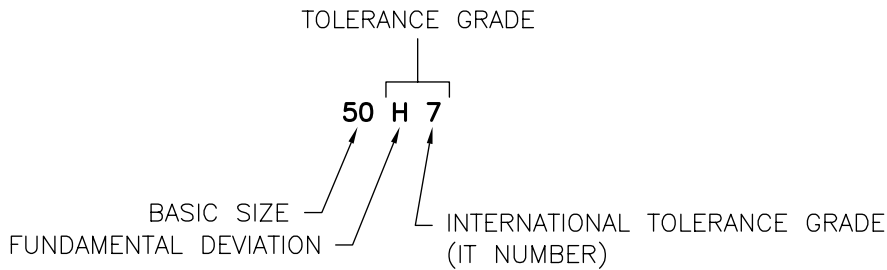 TOLERANCE GRADE
50 H 7
BASIC SIZE
FUNDAMENTAL DEVIATION
INTERNATIONAL TOLERANCE GRADE
(IT NUMBER)